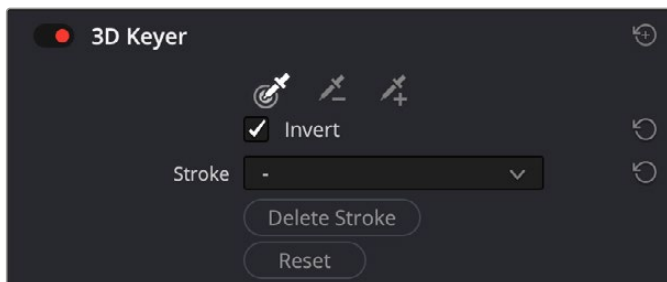 3D Keyer
Invert
Stroke -
Delete Stroke
Reset